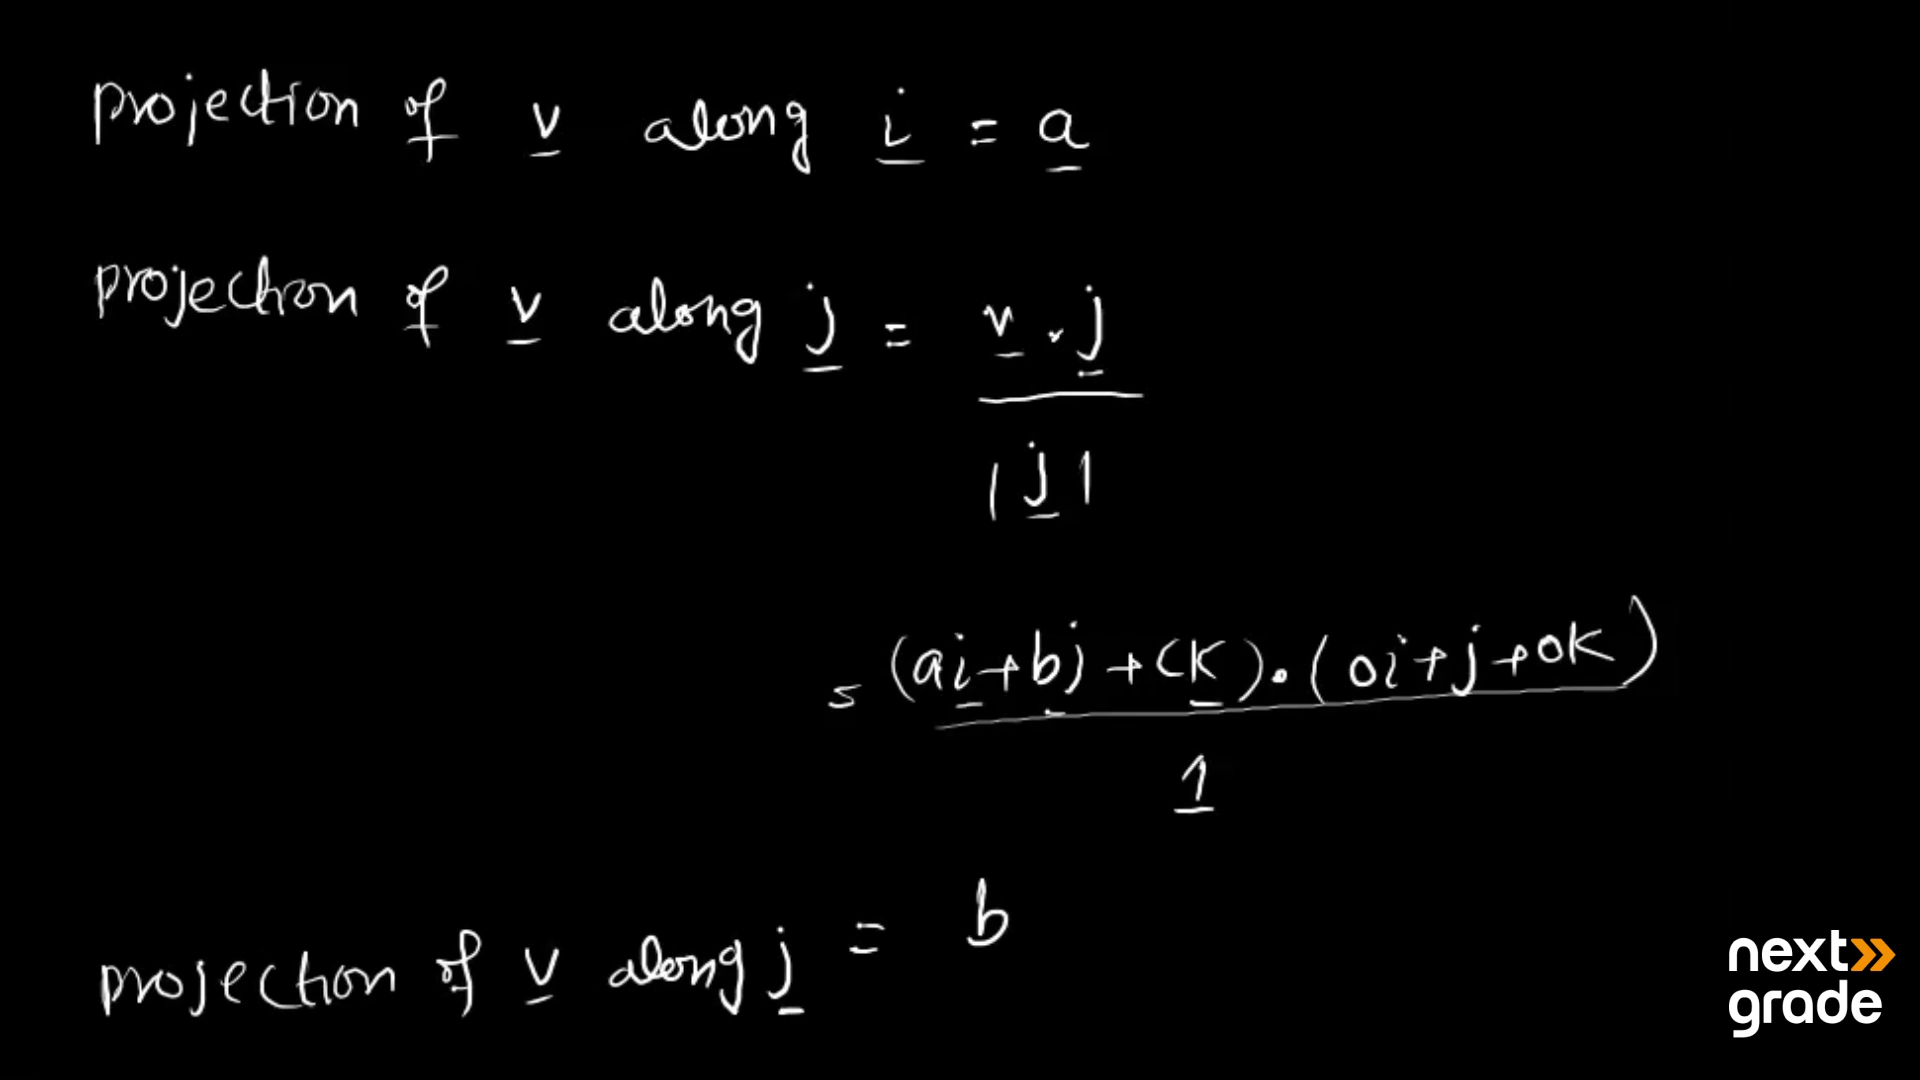 projection of v along i = a
projection of v along j = v . j
| j |
= (ai + bj + ck) . (0i + j + 0k)
1
projection of v along j = b
next
grade